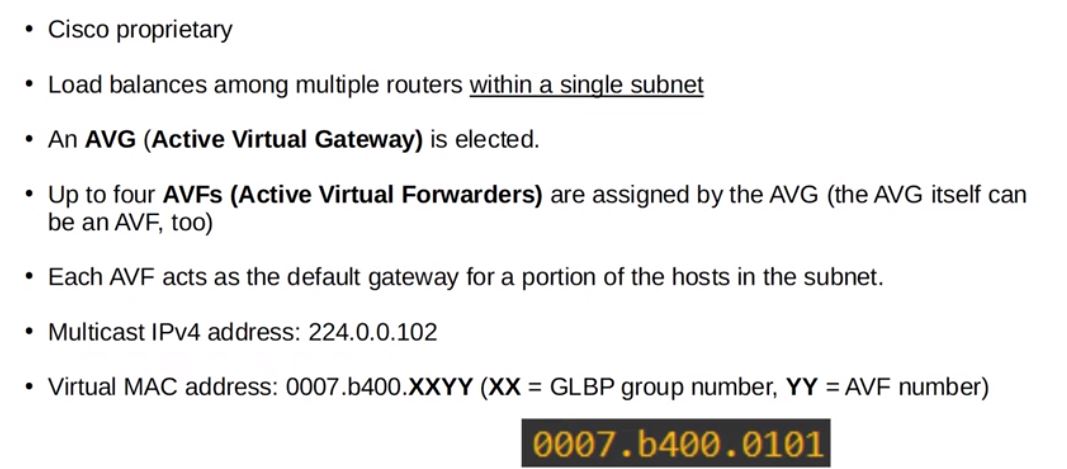 • Cisco proprietary
• Load balances among multiple routers within a single subnet
• An AVG (Active Virtual Gateway) is elected.
• Up to four AVFs (Active Virtual Forwarders) are assigned by the AVG (the AVG itself can
be an AVF, too)
• Each AVF acts as the default gateway for a portion of the hosts in the subnet.
• Multicast IPv4 address: 224.0.0.102
• Virtual MAC address: 0007.b400.XXYY (XX = GLBP group number, YY = AVF number)
0007.b400.0101